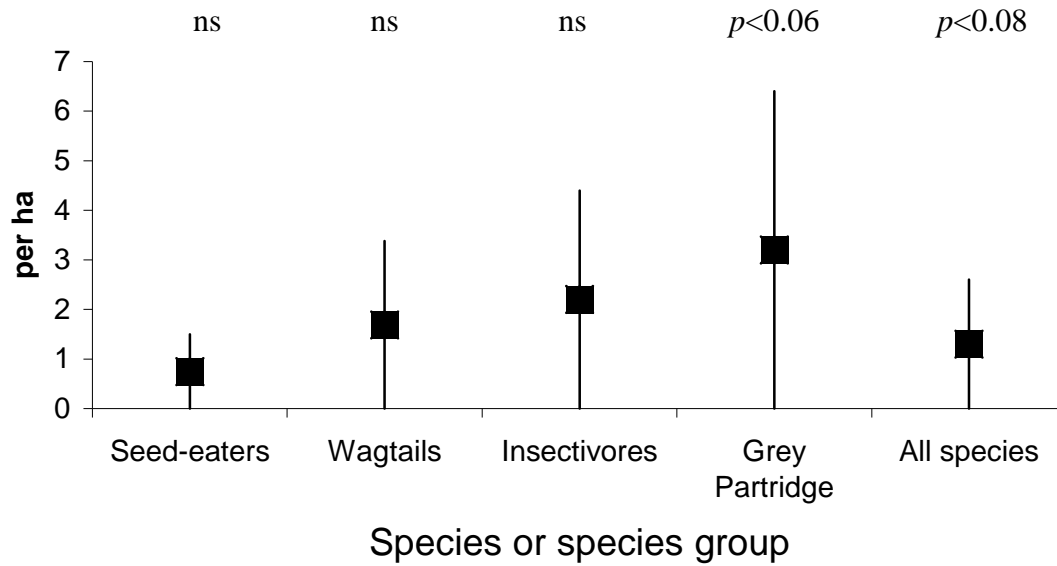 ns ns ns p<0.06 p<0.08
7
6
5
4
3
2
1
0
per ha
Seed-eaters Wagtails Insectivores Grey Partridge All species
Species or species group